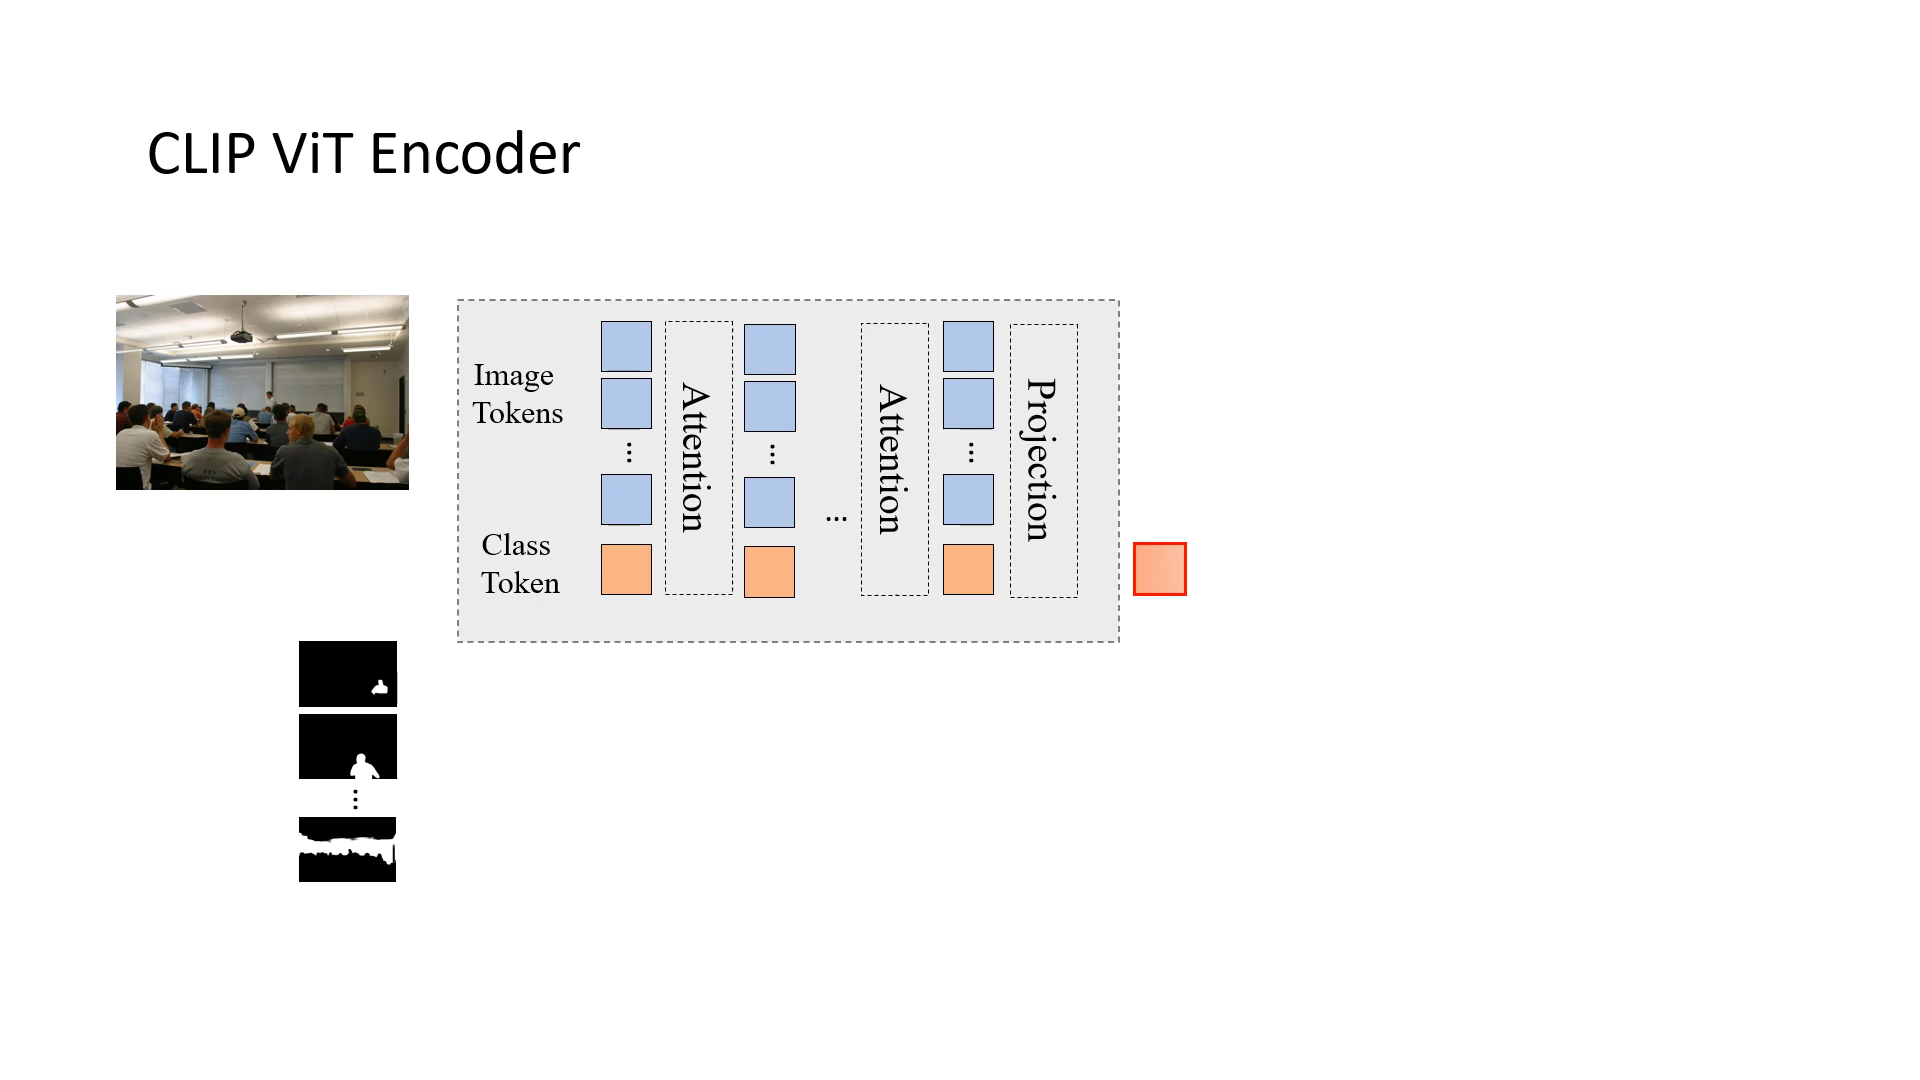 CLIP ViT Encoder
Image
Tokens
Class
Token
Attention
...
Attention
Projection